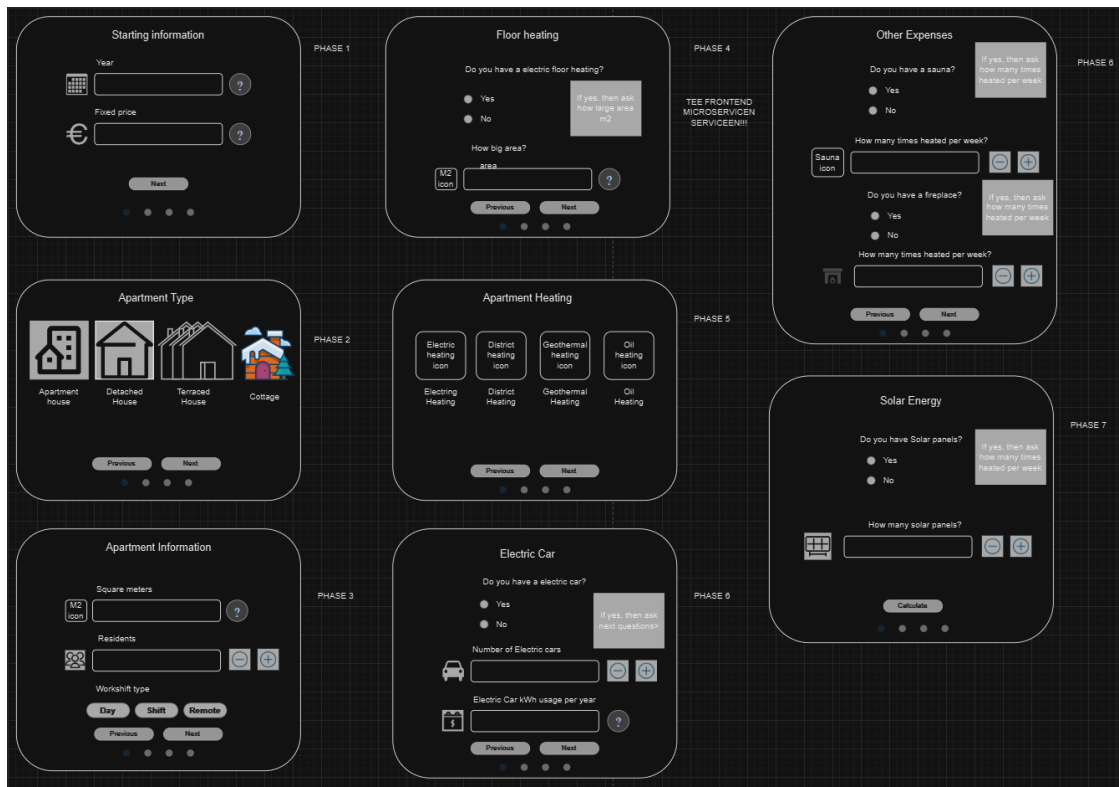 Starting information
PHASE 1
Year
?
Fixed price
€
?
Next
Apartment Type
PHASE 2
Apartment
house
Detached
House
Terraced
House
Cottage
Previous
Next
Apartment Information
PHASE 3
Square meters
M2
icon
?
Residents
Workshift type
Day
Shift
Remote
Previous
Next
Floor heating
PHASE 4
Do you have a electric floor heating?
Yes
No
If yes, then ask
how large area
m2
TEE FRONTEND
MICROSERVICEN
SERVICEEN!!!
How big area?
area
M2
icon
?
Previous
Next
Apartment Heating
PHASE 5
Electric
heating
icon
District
heating
icon
Geothermal
heating
icon
Oil
heating
icon
Electring
Heating
District
Heating
Geothermal
Heating
Oil
Heating
Previous
Next
Electric Car
Do you have a electric car?
PHASE 6
Yes
No
If yes, then ask
next questions>
Number of Electric cars
Electric Car kWh usage per year
?
Previous
Next
Other Expenses
PHASE 6
Do you have a sauna?
Yes
No
If yes, then ask
how many times
heated per week
How many times heated per week?
Sauna
icon
Do you have a fireplace?
Yes
No
If yes, then ask
how many times
heated per week
How many times heated per week?
Previous
Next
Solar Energy
PHASE 7
Do you have Solar panels?
Yes
No
If yes, then ask
how many times
heated per week
How many solar panels?
Calculate